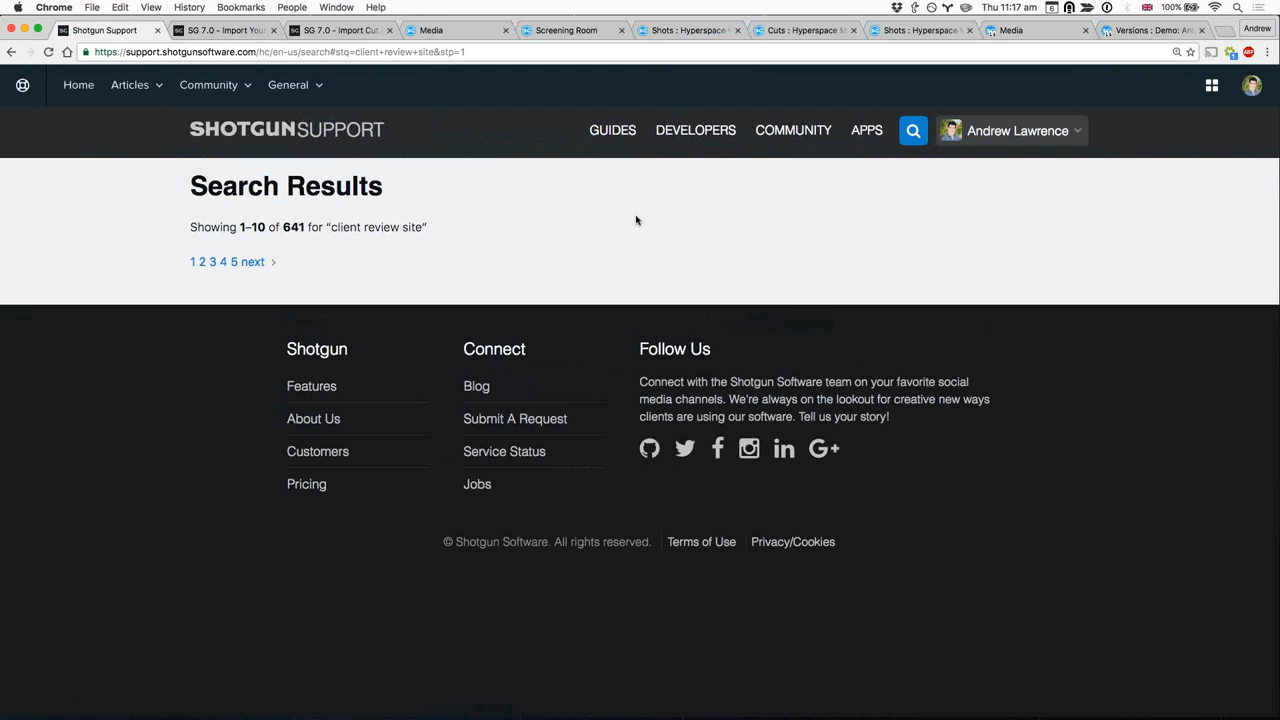 Chrome File Edit View History Bookmarks People Window Help Thu 11:17 am 100%
Shotgun Support SG 7.0 - Import You SG 7.0 - Import Cut Media Screening Room Shots : Hyperspace M Cuts : Hyperspace M Shots : Hyperspace M Media Versions : Demo: Ani Andrew
https://support.shotgunsoftware.com/hc/en-us/search#stq=client+review+site&stp=1
Home Articles Community General
SHOTGUNSUPPORT GUIDES DEVELOPERS COMMUNITY APPS Andrew Lawrence
Search Results
Showing 1–10 of 641 for “client review site”
1 2 3 4 5 next >
Shotgun Connect Follow Us
Features Blog Connect with the Shotgun Software team on your favorite social
media channels. We're always on the lookout for creative new ways
About Us Submit A Request clients are using our software. Tell us your story!
Customers Service Status
Pricing Jobs
© Shotgun Software. All rights reserved. Terms of Use Privacy/Cookies